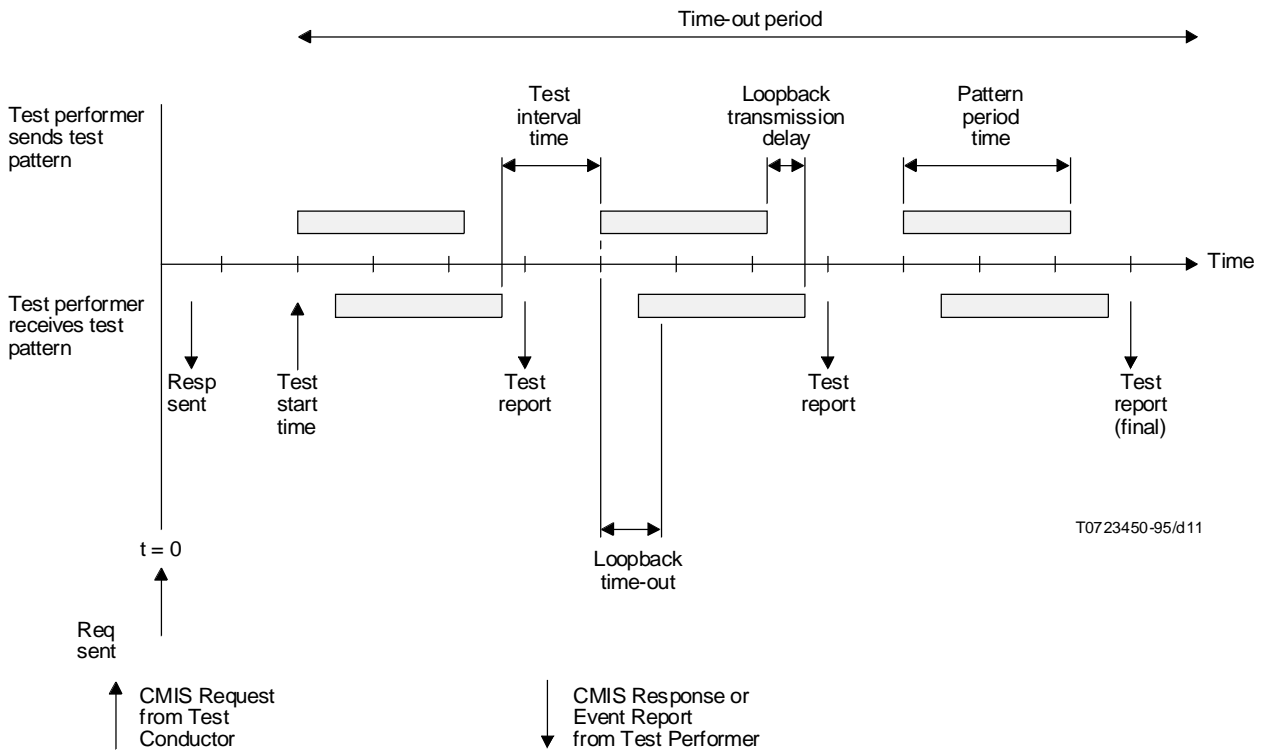 Time-out period
Test performer
sends test
pattern
Test
interval
time
Loopback
transmission
delay
Pattern
period
time
Time
Test performer
receives test
pattern
Resp
sent
Test
start
time
Test
report
Test
report
Test
report
(final)
T0723450-95/d11
t = 0
Loopback
time-out
Req
sent
CMIS Request
from Test
Conductor
CMIS Response or
Event Report
from Test Performer